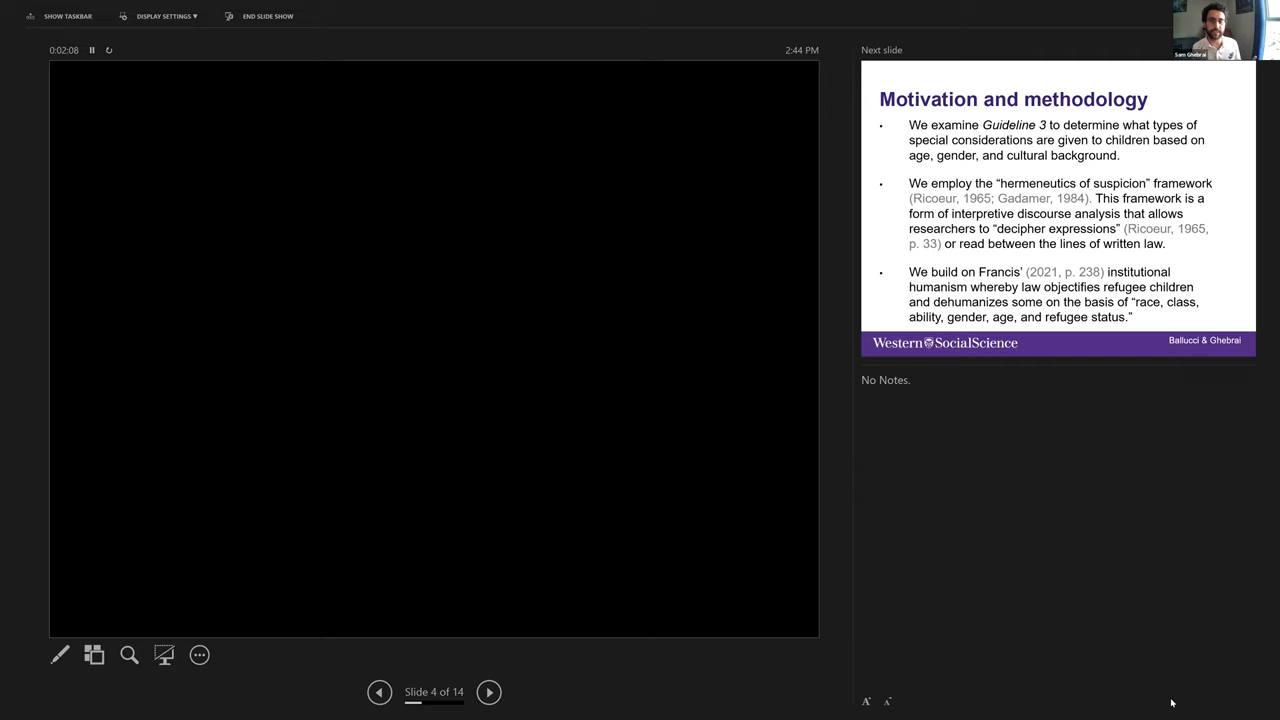 SHOW TASKBAR
DISPLAY SETTINGS ▼
END SLIDE SHOW
0:02:08
2:44 PM
Next slide
Sam Ghebrai
Motivation and methodology
• We examine Guideline 3 to determine what types of
special considerations are given to children based on
age, gender, and cultural background.
• We employ the “hermeneutics of suspicion” framework
(Ricoeur, 1965; Gadamer, 1984). This framework is a
form of interpretive discourse analysis that allows
researchers to “decipher expressions” (Ricoeur, 1965,
p. 33) or read between the lines of written law.
• We build on Francis’ (2021, p. 238) institutional
humanism whereby law objectifies refugee children
and dehumanizes some on the basis of “race, class,
ability, gender, age, and refugee status.”
Western SocialScience
Ballucci & Ghebrai
No Notes.
Slide 4 of 14
A A